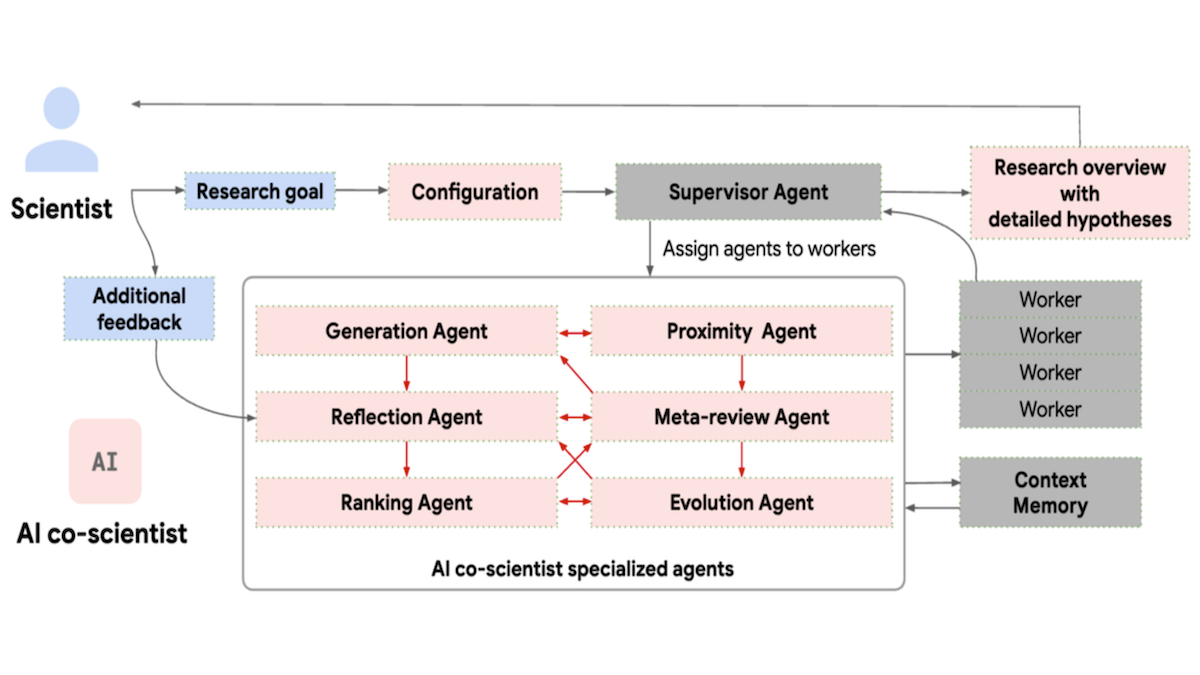 Scientist
Research goal
Configuration
Supervisor Agent
Research overview
with
detailed hypotheses
Assign agents to workers
Additional
feedback
Generation Agent
Proximity Agent
Reflection Agent
Meta-review Agent
Ranking Agent
Evolution Agent
AI co-scientist specialized agents
Worker
Worker
Worker
Worker
Context
Memory
AI
AI co-scientist